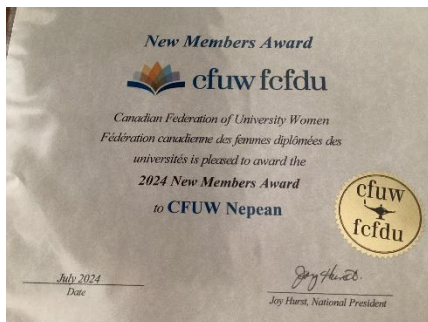 New Members Award
cfuw fcfdu
Canadian Federation of University Women
Fédération canadienne des femmes diplômées des
universités is pleased to award the
2024 New Members Award
to CFUW Nepean
cfuw
fcfdu
July 2024
Date
Joy Hurst.
Joy Hurst, National President